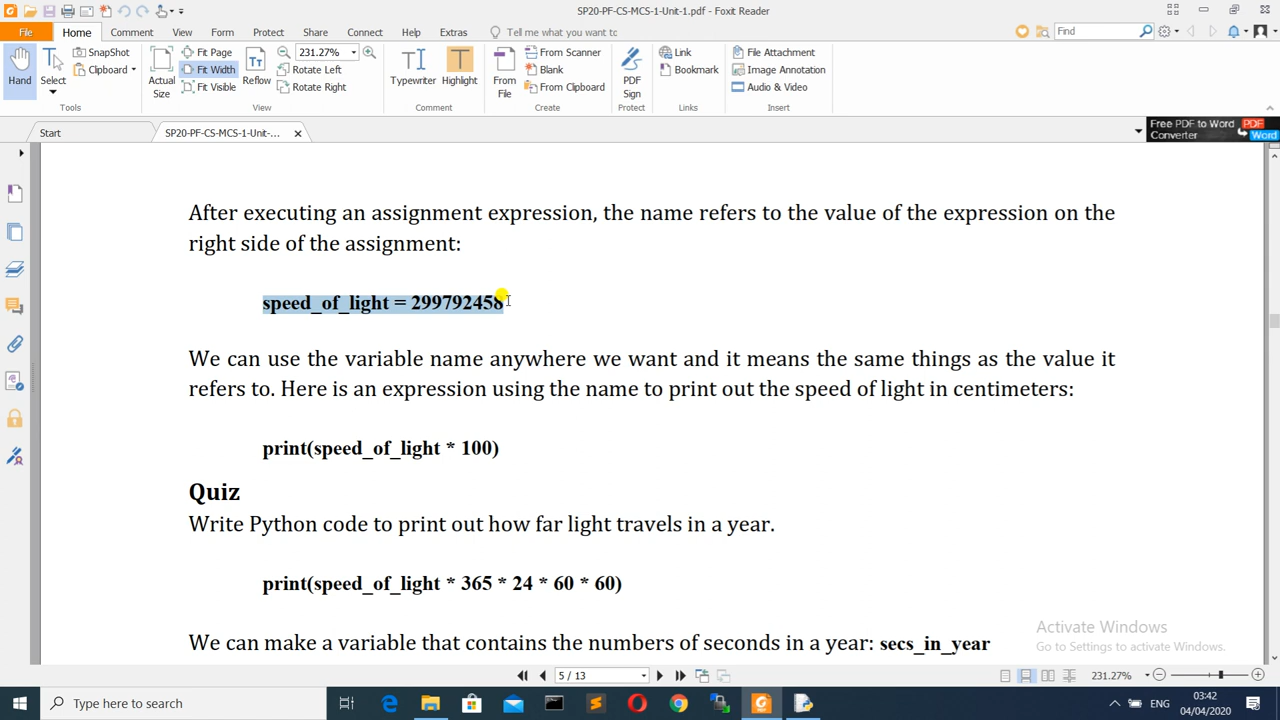 SP20-PF-CS-MCS-1-Unit-1.pdf - Foxit Reader
File Home Comment View Form Protect Share Connect Help Extras Tell me what you want tc Find
Hand
Select
SnapShot
Clipboard
Tools
Actual Size
Fit Page
Fit Width
Fit Visible
Reflow
231.27%
Rotate Left
Rotate Right
View
Typewriter
Highlight
Comment
From File
From Scanner
Blank
From Clipboard
Create
PDF Sign
Protect
Link
Bookmark
Links
File Attachment
Image Annotation
Audio & Video
Insert
Start SP20-PF-CS-MCS-1-Unit-...
Free PDF to Word PDF
Converter Word
After executing an assignment expression, the name refers to the value of the expression on the
right side of the assignment:
speed_of_light = 299792458
We can use the variable name anywhere we want and it means the same things as the value it
refers to. Here is an expression using the name to print out the speed of light in centimeters:
print(speed_of_light * 100)
Quiz
Write Python code to print out how far light travels in a year.
print(speed_of_light * 365 * 24 * 60 * 60)
We can make a variable that contains the numbers of seconds in a year: secs_in_year
Activate Windows
Go to Settings to activate Windows.
5 / 13 231.27%
Type here to search
ENG
03:42
04/04/2020